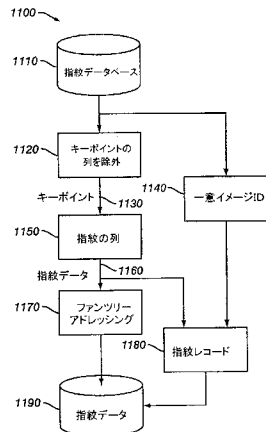 1100
1110
指紋データベース
1120
キーポイントの
列を除外
1140
一意イメージID
キーポイント
1130
1150
指紋の列
指紋データ
1160
1170
ファンツリー
アドレッシング
1180
指紋レコード
1190
指紋データ